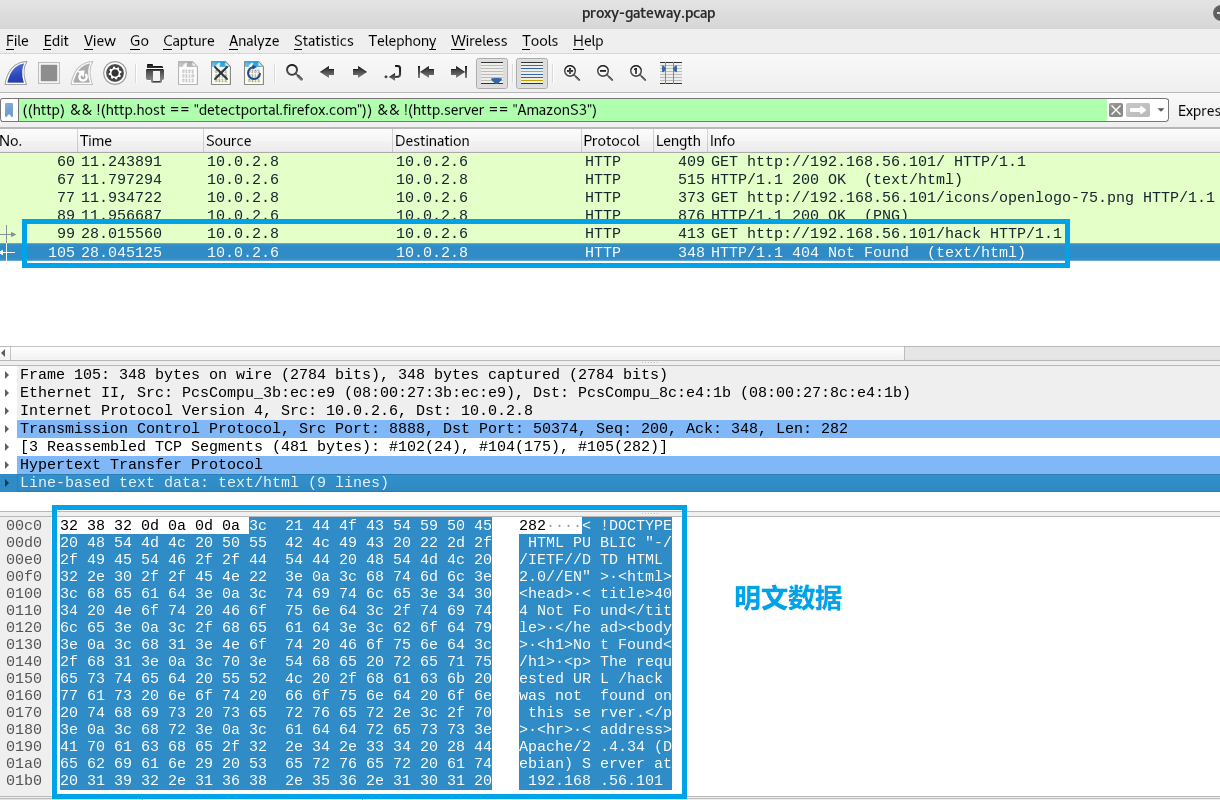 proxy-gateway.pcap
File Edit View Go Capture Analyze Statistics Telephony Wireless Tools Help
((http) && !(http.host == "detectportal.firefox.com")) && !(http.server == "AmazonS3")
Expres
No. Time Source Destination Protocol Length Info
60 11.243891 10.0.2.8 10.0.2.6 HTTP 409 GET http://192.168.56.101/ HTTP/1.1
67 11.797294 10.0.2.6 10.0.2.8 HTTP 515 HTTP/1.1 200 OK (text/html)
77 11.934722 10.0.2.8 10.0.2.6 HTTP 373 GET http://192.168.56.101/icons/openlogo-75.png HTTP/1.1
89 11.956687 10.0.2.6 10.0.2.8 HTTP 876 HTTP/1.1 200 OK (PNG)
99 28.015560 10.0.2.8 10.0.2.6 HTTP 413 GET http://192.168.56.101/hack HTTP/1.1
105 28.045125 10.0.2.6 10.0.2.8 HTTP 348 HTTP/1.1 404 Not Found (text/html)
Frame 105: 348 bytes on wire (2784 bits), 348 bytes captured (2784 bits)
Ethernet II, Src: PcsCompu_3b:ec:e9 (08:00:27:3b:ec:e9), Dst: PcsCompu_8c:e4:1b (08:00:27:8c:e4:1b)
Internet Protocol Version 4, Src: 10.0.2.6, Dst: 10.0.2.8
Transmission Control Protocol, Src Port: 8888, Dst Port: 50374, Seq: 200, Ack: 348, Len: 282
[3 Reassembled TCP Segments (481 bytes): #102(24), #104(175), #105(282)]
Hypertext Transfer Protocol
Line-based text data: text/html (9 lines)
00c0 32 38 32 0d 0a 0d 0a 3c 21 44 4f 43 54 59 50 45 282····< !DOCTYPE
00d0 20 48 54 4d 4c 20 50 55 42 4c 49 43 20 22 2d 2f HTML PU BLIC "-/
00e0 2f 49 45 54 46 2f 2f 44 54 44 20 48 54 4d 4c 20 /IETF//D TD HTML
00f0 32 2e 30 2f 2f 45 4e 22 3e 0a 3c 68 74 6d 6c 3e 2.0//EN" >·<html>
0100 3c 68 65 61 64 3e 0a 3c 74 69 74 6c 65 3e 34 30 <head>·< title>40
0110 34 20 4e 6f 74 20 46 6f 75 6e 64 3c 2f 74 69 74 4 Not Fo und</tit
0120 6c 65 3e 0a 3c 2f 68 65 61 64 3e 3c 62 6f 64 79 le>·</he ad><body
0130 3e 0a 3c 68 31 3e 4e 6f 74 20 46 6f 75 6e 64 3c >·<h1>No t Found<
0140 2f 68 31 3e 0a 3c 70 3e 54 68 65 20 72 65 71 75 /h1>·<p> The requ
0150 65 73 74 65 64 20 55 52 4c 20 2f 68 61 63 6b 20 ested UR L /hack
0160 77 61 73 20 6e 6f 74 20 66 6f 75 6e 64 20 6f 6e was not found on
0170 20 74 68 69 73 20 73 65 72 76 65 72 2e 3c 2f 70 this se rver.</p
0180 3e 0a 3c 68 72 3e 0a 3c 61 64 64 72 65 73 73 3e >·<hr>·< address>
0190 41 70 61 63 68 65 2f 32 2e 34 2e 33 34 20 28 44 Apache/2 .4.34 (D
01a0 65 62 69 61 6e 29 20 53 65 72 76 65 72 20 61 74 ebian) S erver at
01b0 20 31 39 32 2e 31 36 38 2e 35 36 2e 31 30 31 20 192.168 .56.101
明文数据